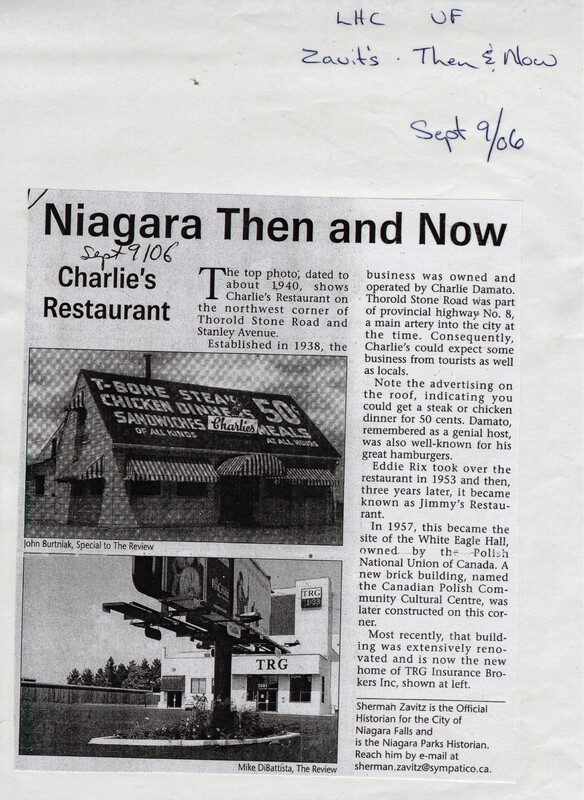 LHC UF
Zavit's . Then & Now
Sept 9/06
Niagara Then and Now
Sept 9/06
Charlie's
Restaurant
The top photo, dated to
about 1940, shows
Charlie's Restaurant on
the northwest corner of
Thorold Stone Road and
Stanley Avenue.
Established in 1938, the
business was owned and
operated by Charlie Damato.
Thorold Stone Road was part
of provincial highway No. 8,
a main artery into the city at
the time. Consequently,
Charlie's could expect some
business from tourists as well
as locals.
Note the advertising on
the roof, indicating you
could get a steak or chicken
dinner for 50 cents. Damato,
remembered as a genial host,
was also well-known for his
great hamburgers.
Eddie Rix took over the
restaurant in 1953 and then,
three years later, it became
known as Jimmy's Restau-
rant.
In 1957, this became the
site of the White Eagle Hall,
owned by the Polish
National Union of Canada. A
new brick building, named
the Canadian Polish Com-
munity Cultural Centre, was
later constructed on this cor-
ner.
Most recently, that build-
ing was extensively reno-
vated and is now the new
home of TRG Insurance Bro-
kers Inc, shown at left.
Sherman Zavitz is the Official
Historian for the City of
Niagara Falls and
is the Niagara Parks Historian.
Reach him by e-mail at
sherman.zavitz@sympatico.ca.
T-BONE STEAK
CHICKEN DINNERS 50¢
SANDWICHES Charlies MEALS
OF ALL KINDS AT ALL HOURS
John Burtniak, Special to The Review
TRG
TRG
Mike DiBattista, The Review